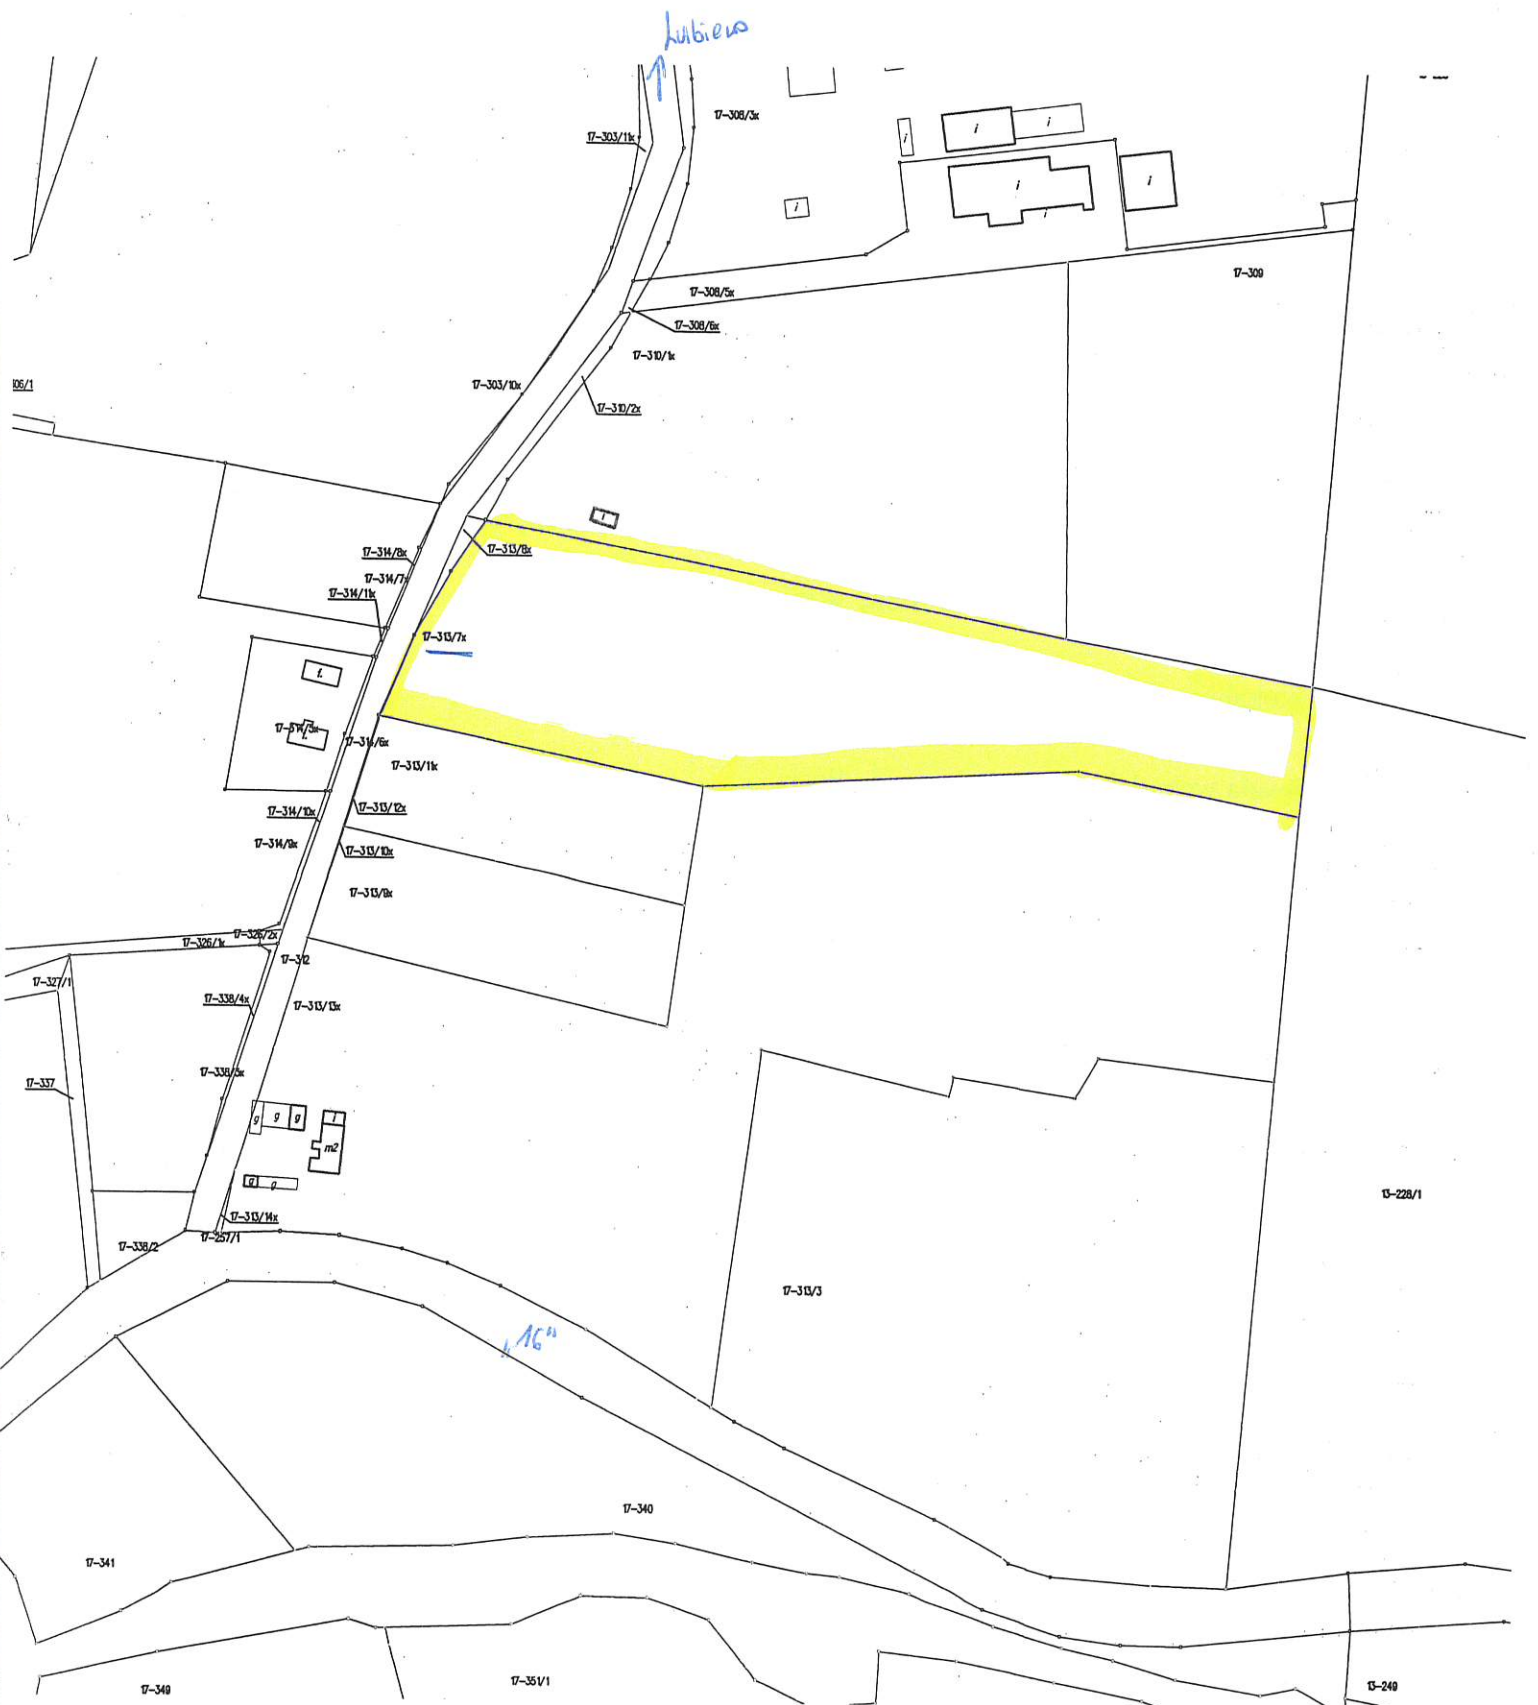 Lubiewo
17-308/3x
17-303/11x
i
i
i
i
i
i
i
17-309
17-308/5x
17-308/6x
17-310/1x
17-303/10x
17-310/2x
i
17-314/8x
17-313/8x
17-314/7x
17-314/11x
17-313/7x
f.
17-314/5x
f.
17-314/6x
17-313/11x
17-314/10x
17-313/12x
17-314/9x
17-313/10x
17-313/9x
17-326/2x
17-326/1x
17-312
17-327/1
17-338/4x
17-313/13x
17-338/3x
17-337
g
g
g
i
m2
g
g
17-313/14x
17-257/1
17-338/2
13-228/1
17-313/3
„16"
17-340
17-341
17-349
17-351/1
13-249